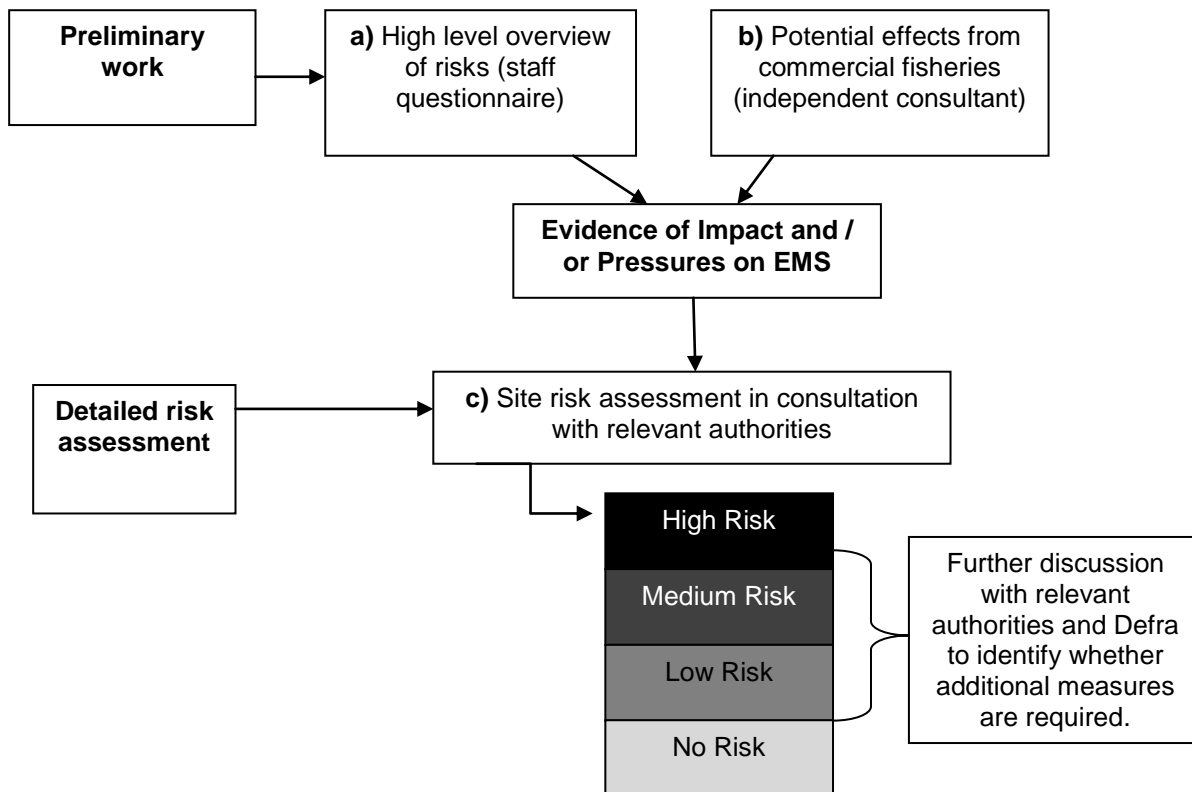 Preliminary
work
a) High level overview
of risks (staff
questionnaire)
b) Potential effects from
commercial fisheries
(independent consultant)
Evidence of Impact and /
or Pressures on EMS
Detailed risk
assessment
c) Site risk assessment in consultation
with relevant authorities
High Risk
Medium Risk
Low Risk
No Risk
Further discussion
with relevant
authorities and Defra
to identify whether
additional measures
are required.